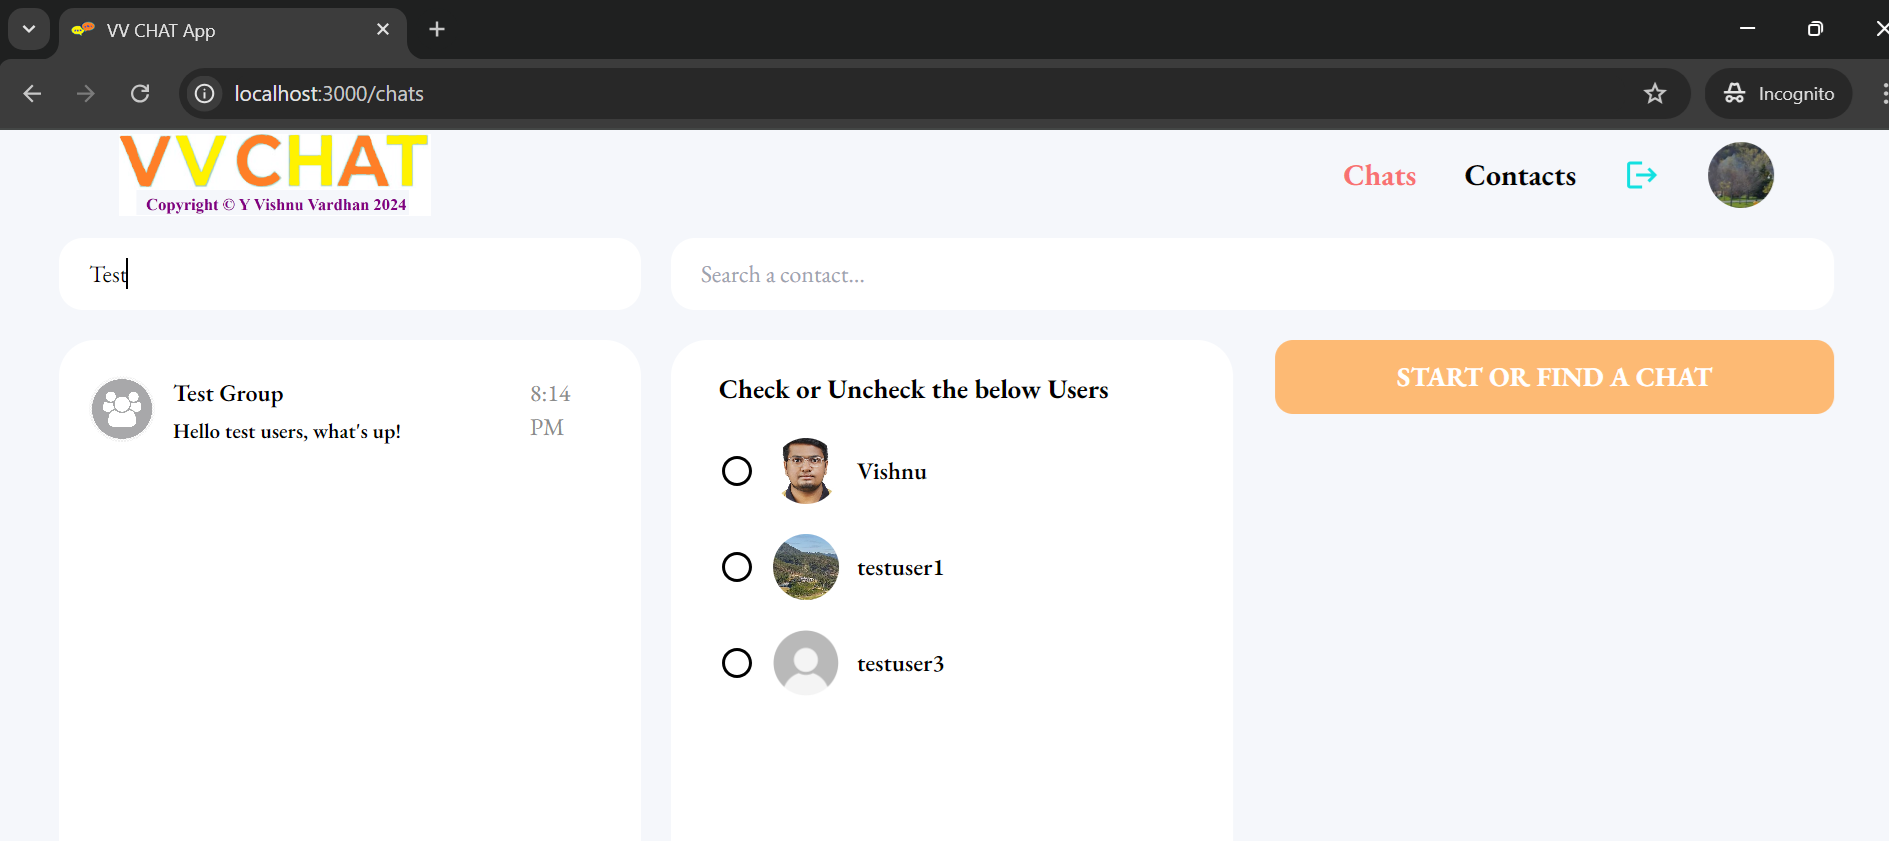 VV CHAT App
localhost:3000/chats
Incognito
VVCHAT
Copyright © Y Vishnu Vardhan 2024
Chats
Contacts
Test
Search a contact...
Test Group
8:14
PM
Hello test users, what's up!
Check or Uncheck the below Users
Vishnu
testuser1
testuser3
START OR FIND A CHAT